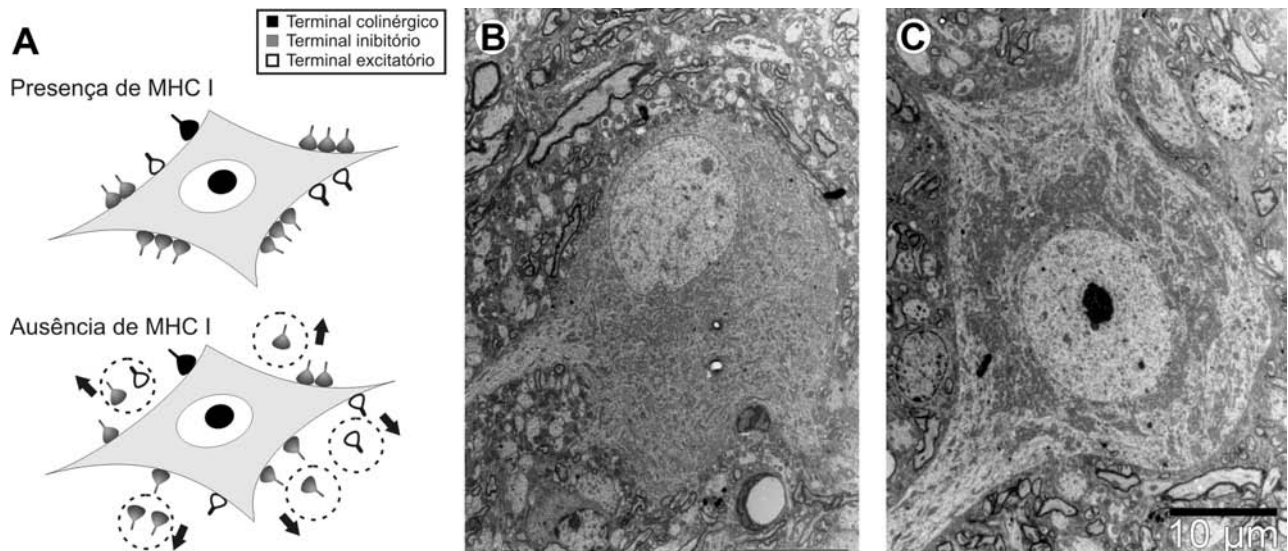 A
Terminal colinérgico
Terminal inibitório
Terminal excitatório
Presença de MHC I
Ausência de MHC I
B
C
10 µm